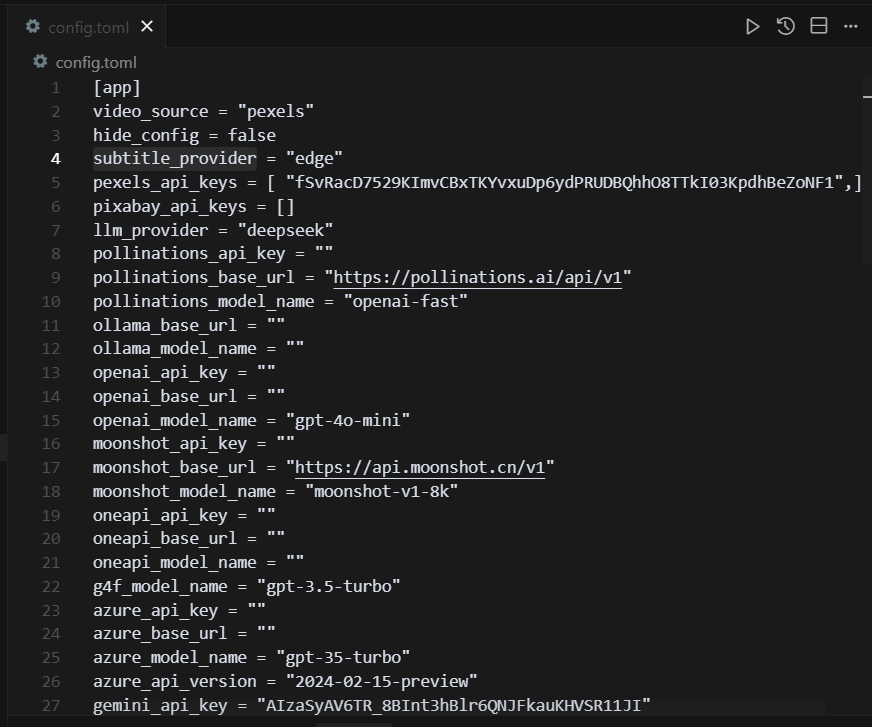 config.toml
config.toml
1 [app]
2 video_source = "pexels"
3 hide_config = false
4 subtitle_provider = "edge"
5 pexels_api_keys = [ "fSvRacD7529KImvCBxTKYvxuDp6ydPRUDBQhhO8TTkI03KpdhBeZoNF1",]
6 pixabay_api_keys = []
7 llm_provider = "deepseek"
8 pollinations_api_key = ""
9 pollinations_base_url = "https://pollinations.ai/api/v1"
10 pollinations_model_name = "openai-fast"
11 ollama_base_url = ""
12 ollama_model_name = ""
13 openai_api_key = ""
14 openai_base_url = ""
15 openai_model_name = "gpt-4o-mini"
16 moonshot_api_key = ""
17 moonshot_base_url = "https://api.moonshot.cn/v1"
18 moonshot_model_name = "moonshot-v1-8k"
19 oneapi_api_key = ""
20 oneapi_base_url = ""
21 oneapi_model_name = ""
22 g4f_model_name = "gpt-3.5-turbo"
23 azure_api_key = ""
24 azure_base_url = ""
25 azure_model_name = "gpt-35-turbo"
26 azure_api_version = "2024-02-15-preview"
27 gemini_api_key = "AIzaSyAV6TR_8BInt3hBlr6QNJFkauKHVSR11JI"